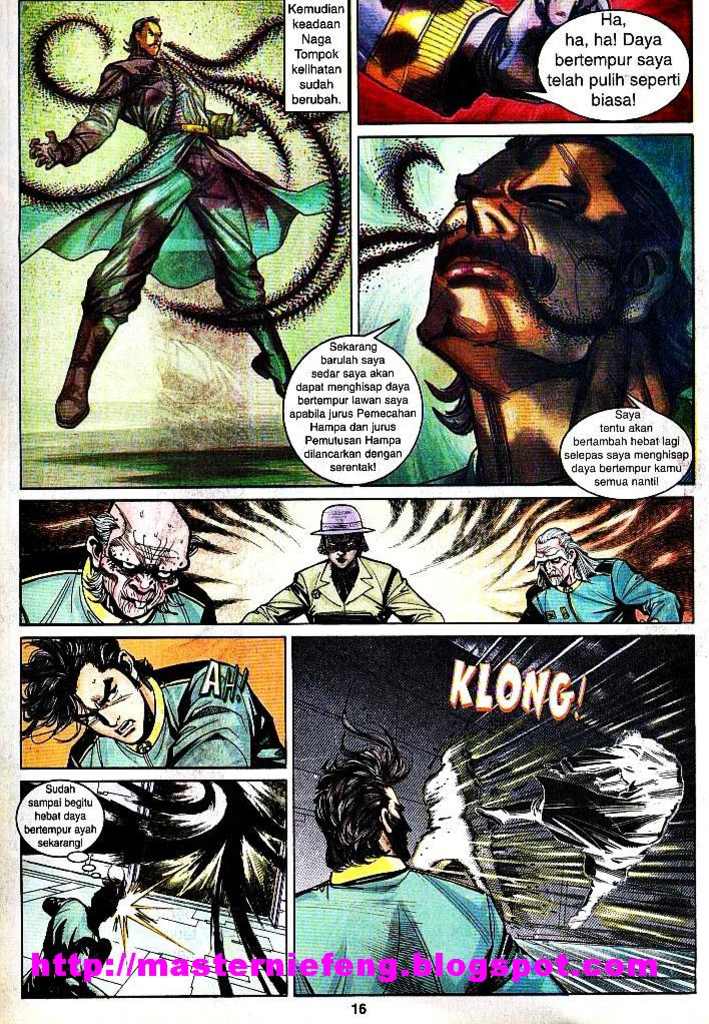 Kemudian
keadaan
Naga
Tompok
kelihatan
sudah
berubah.
Ha,
ha, ha! Daya
bertempur saya
telah pulih seperti
biasa!
Sekarang
barulah saya
sedar saya akan
dapat menghisap daya
bertempur lawan saya
apabila jurus Pemecahan
Hampa dan jurus
Pemutusan Hampa
dilancarkan dengan
serentak!
Saya
tentu akan
bertambah hebat lagi
selepas saya menghisap
daya bertempur kamu
semua nanti!
AH!
KLONG!
Sudah
sampai begitu
hebat daya
bertempur ayah
sekarang!
http://masterniefeng.blogspot.com
16